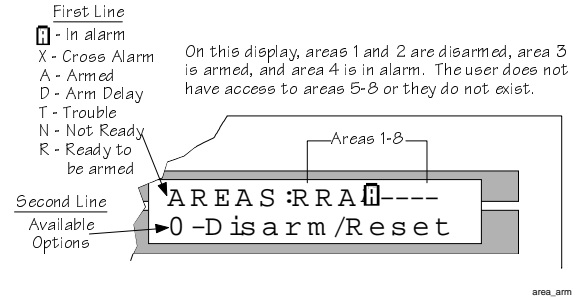 First Line
A - In alarm
X - Cross Alarm
A - Armed
D - Arm Delay
T - Trouble
N - Not Ready
R - Ready to
be armed
On this display, areas 1 and 2 are disarmed, area 3
is armed, and area 4 is in alarm. The user does not
have access to areas 5-8 or they do not exist.
Areas 1-8
AREAS:RRAA----
Second Line
Available
Options
0-Disarm/Reset
area_arm